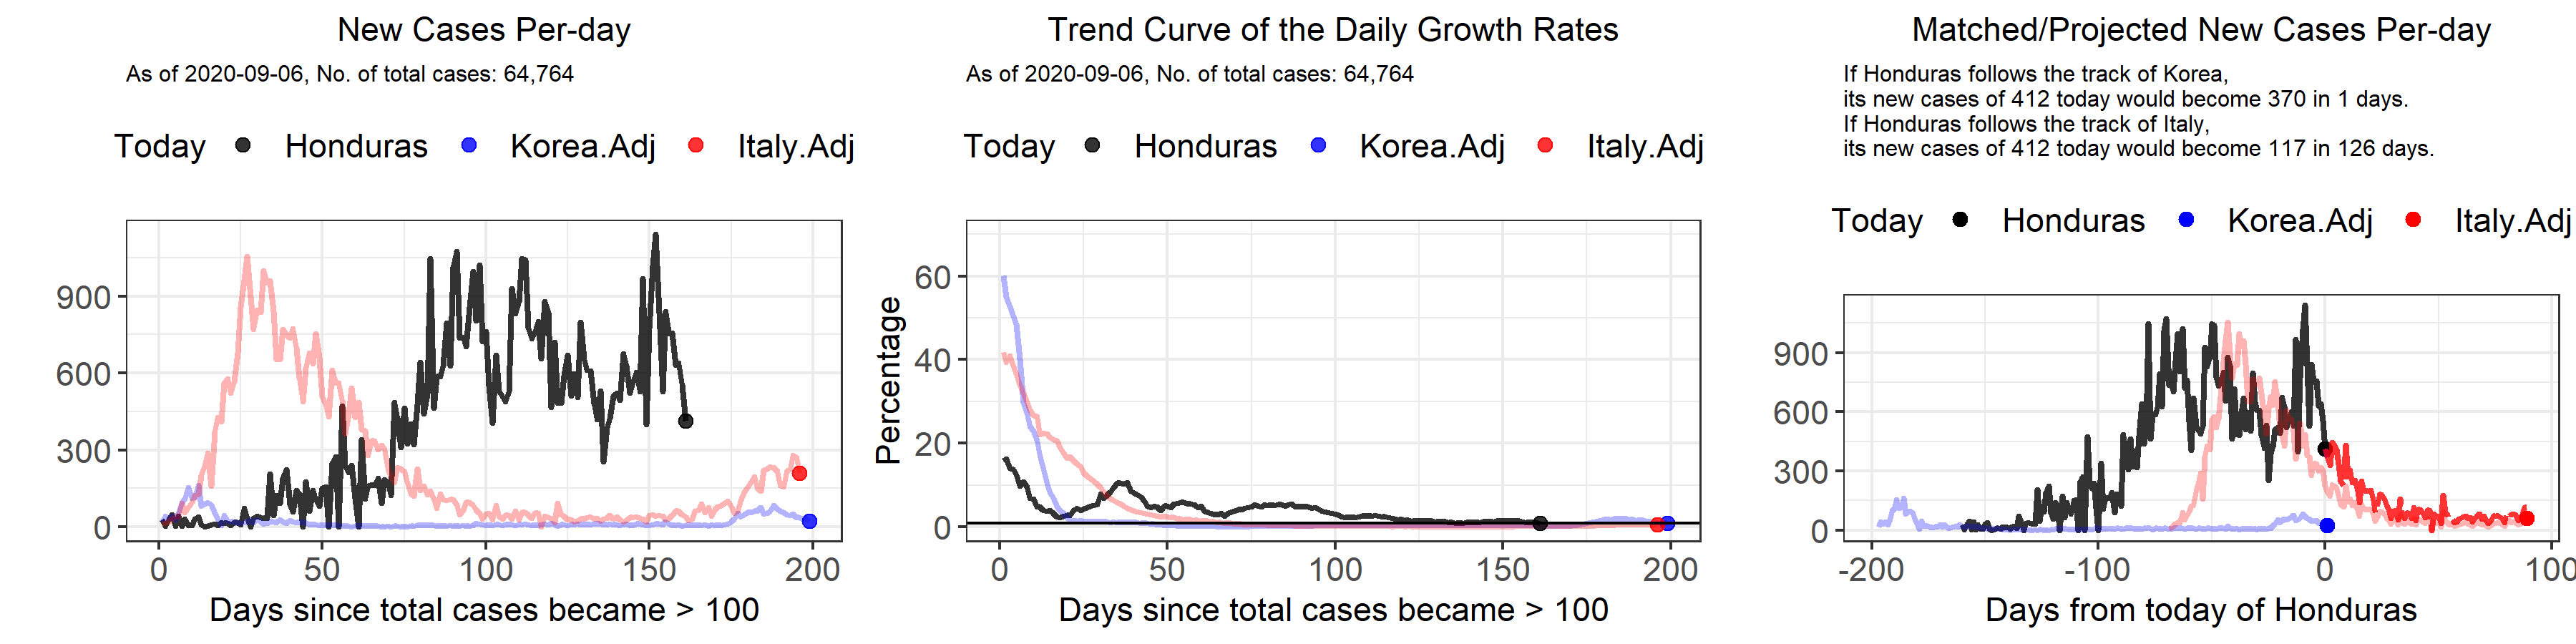 New Cases Per-day
As of 2020-09-06, No. of total cases: 64,764
Today Honduras Korea.Adj Italy.Adj
900
600
300
0
0 50 100 150 200
Days since total cases became > 100
Trend Curve of the Daily Growth Rates
As of 2020-09-06, No. of total cases: 64,764
Today Honduras Korea.Adj Italy.Adj
Percentage
60
40
20
0
0 50 100 150 200
Days since total cases became > 100
Matched/Projected New Cases Per-day
If Honduras follows the track of Korea,
its new cases of 412 today would become 370 in 1 days.
If Honduras follows the track of Italy,
its new cases of 412 today would become 117 in 126 days.
Today Honduras Korea.Adj Italy.Adj
900
600
300
0
-200 -100 0 100
Days from today of Honduras